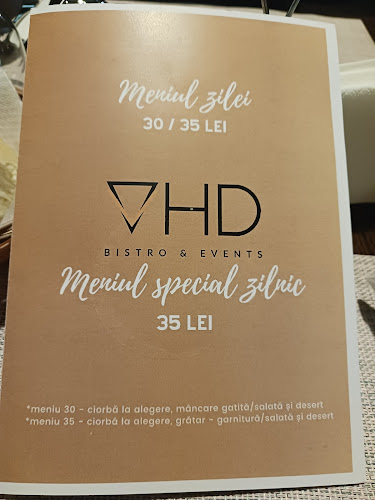 Meniul zilei
30 / 35 LEI
HD
BISTRO & EVENTS
Meniul special zilnic
35 LEI
*meniu 30 - ciorbă la alegere, mâncare gatită/salată și desert
*meniu 35 - ciorbă la alegere, grătar - garnitură/salată și desert